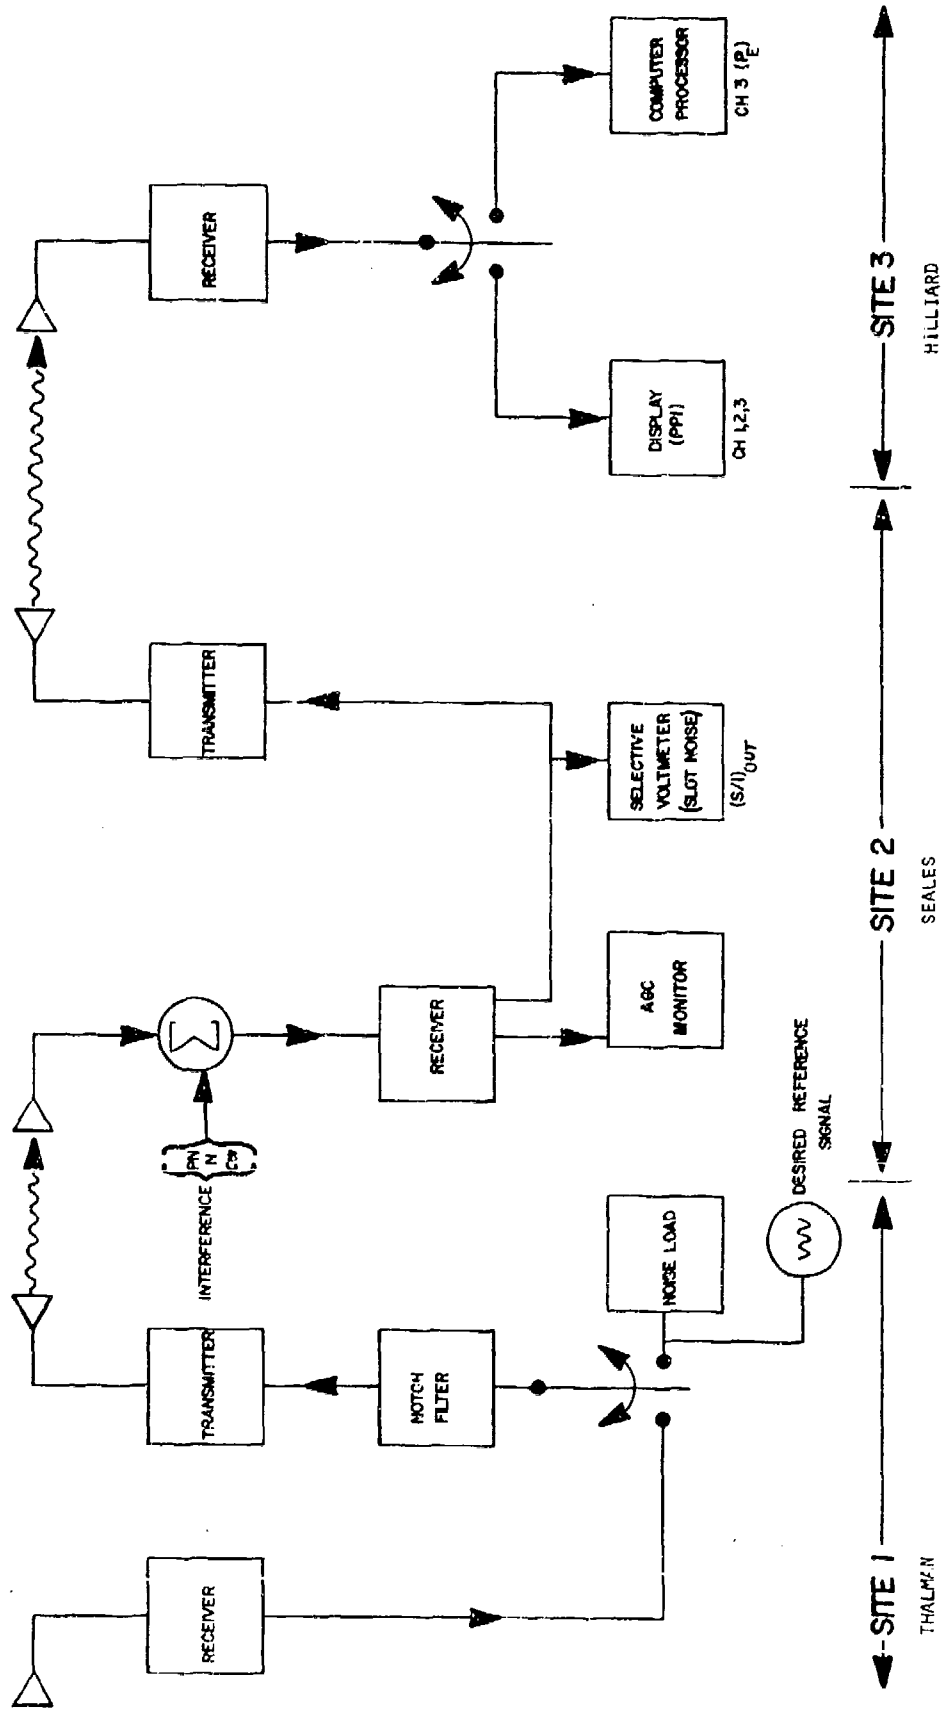 RECEIVER
TRANSMITTER
NOTCH
FILTER
NOISE LOAD
DESIRED REFERENCE
SIGNAL
INTERFERENCE
PN
N
CW
Σ
RECEIVER
AGC
MONITOR
TRANSMITTER
SELECTIVE
VOLTMETER
(SLOT NOISE)
(S/I)OUT
RECEIVER
DISPLAY
(PPI)
CH 1,2,3
COMPUTER
PROCESSOR
CH 3 (PE)
SITE 1
THALMAN
SITE 2
SEALES
SITE 3
HILLIARD